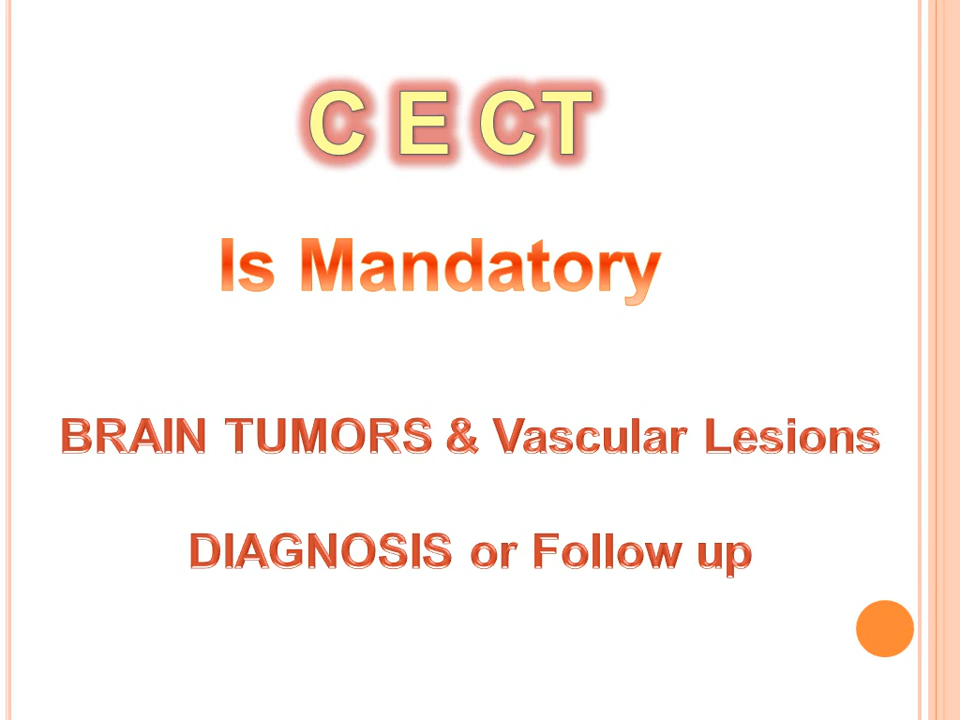 C E CT
Is Mandatory
BRAIN TUMORS & Vascular Lesions
DIAGNOSIS or Follow up